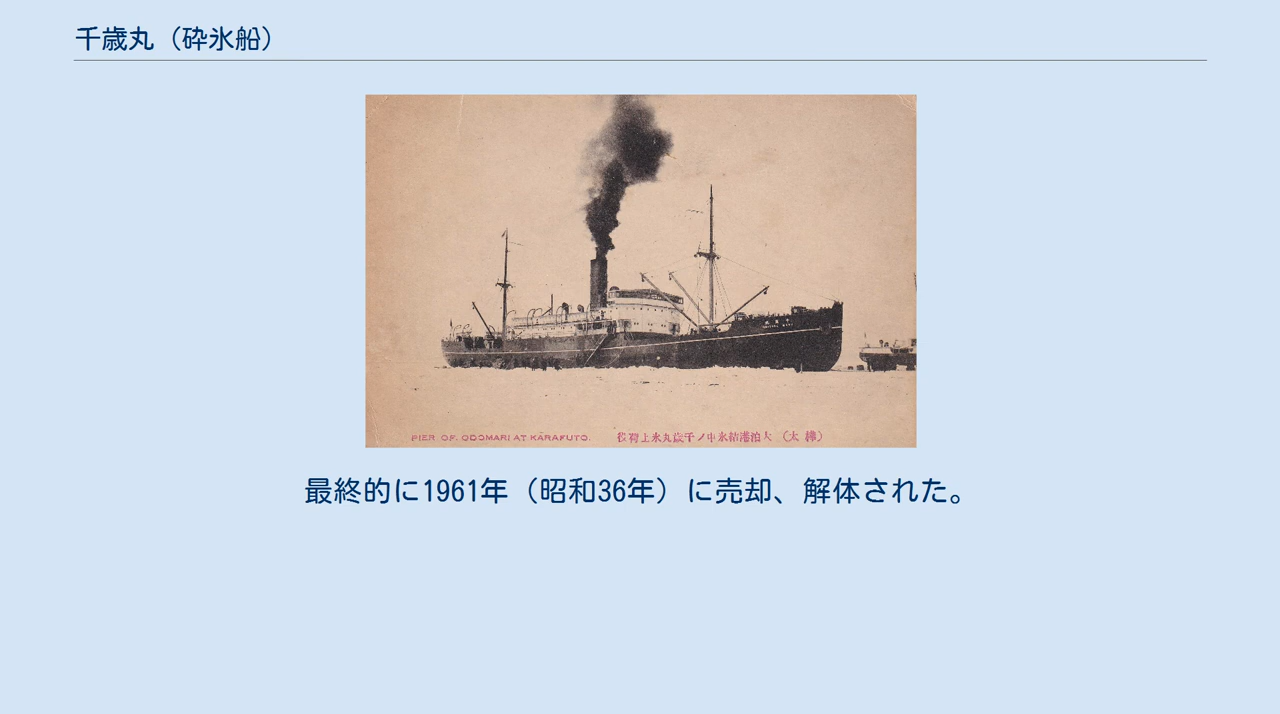 千歳丸（砕氷船）
PIER OF. ODOMARI AT KARAFUTO.
役荷上氷丸歳千ノ中氷結港泊大（太樺）
最終的に1961年（昭和36年）に売却、解体された。